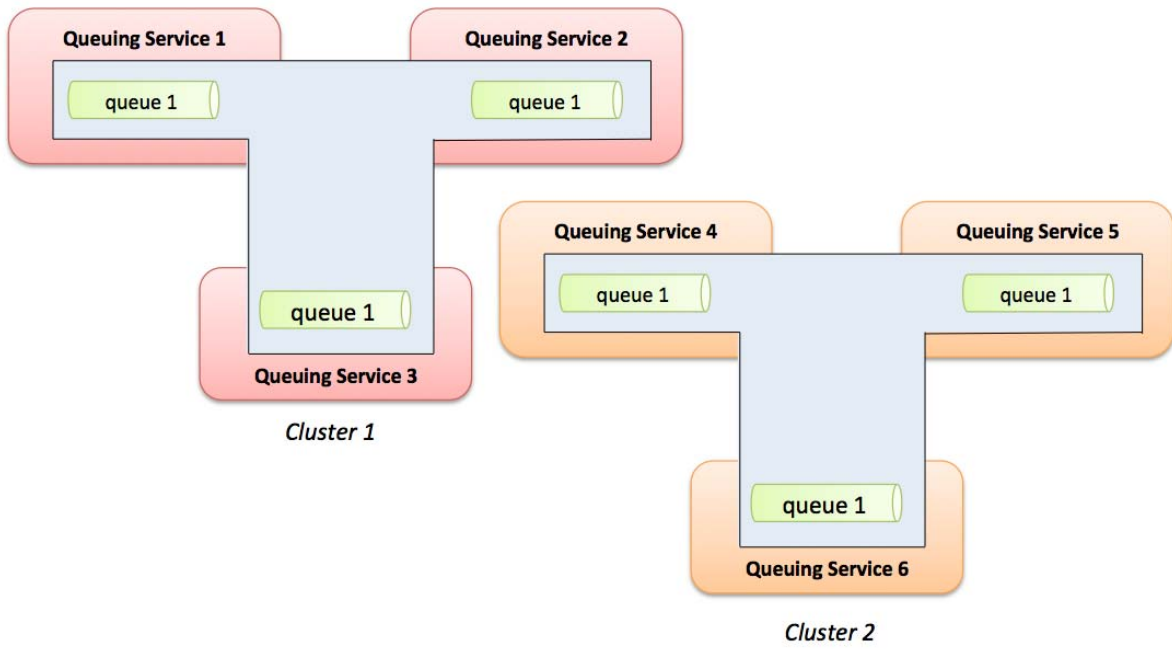 Queuing Service 1
Queuing Service 2
queue 1
queue 1
queue 1
Queuing Service 3
Cluster 1
Queuing Service 4
Queuing Service 5
queue 1
queue 1
queue 1
Queuing Service 6
Cluster 2